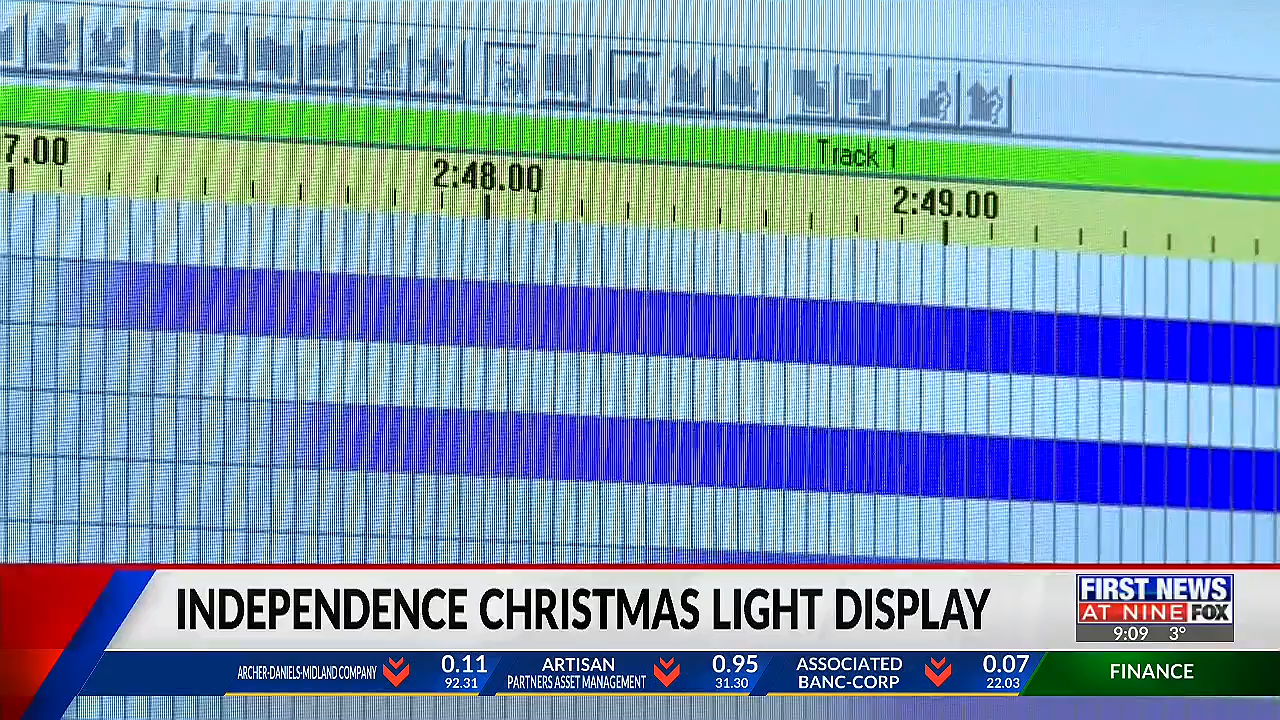 Track 1
7.00
2:48.00
2:49.00
INDEPENDENCE CHRISTMAS LIGHT DISPLAY
FIRST NEWS
AT NINE FOX
9:09 3°
ARCHER-DANIELS-MIDLAND COMPANY
0.11
92.31
ARTISAN
PARTNERS ASSET MANAGEMENT
0.95
31.30
ASSOCIATED
BANC-CORP
0.07
22.03
FINANCE